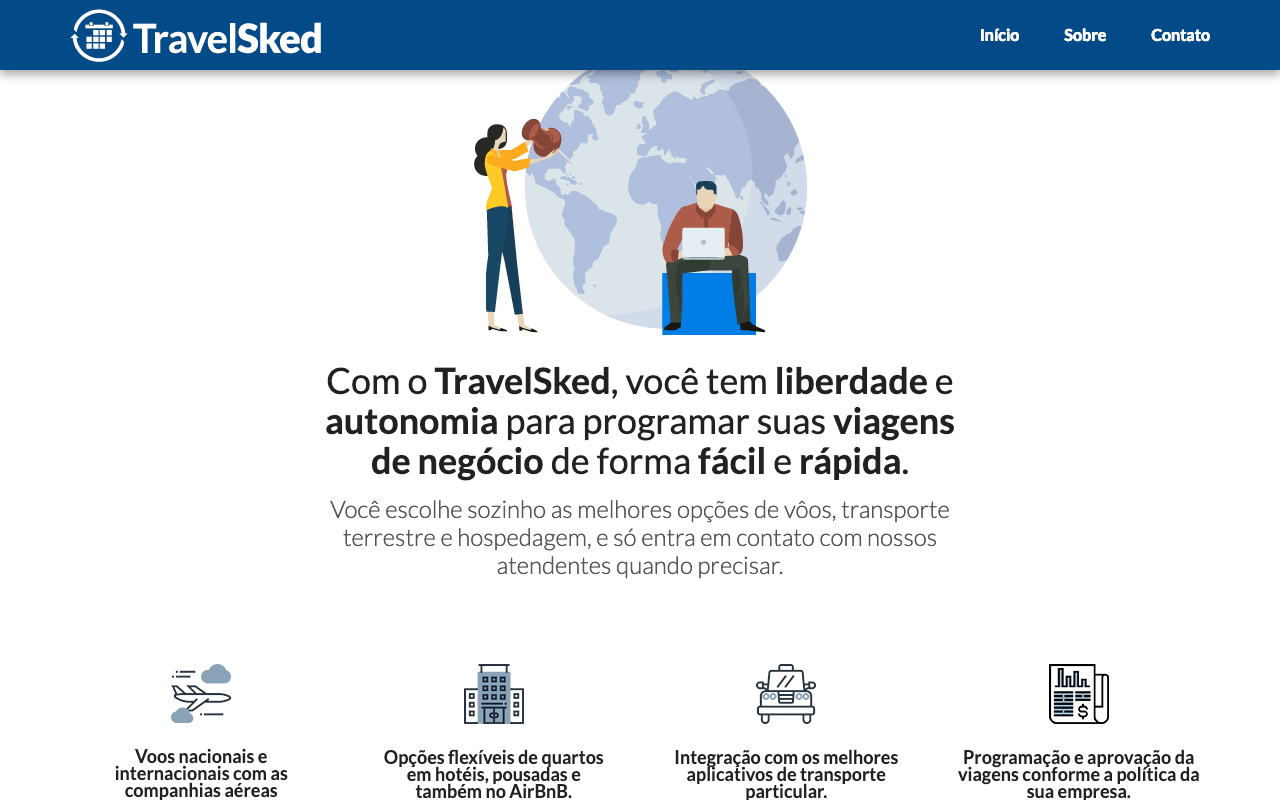 TravelSked
Início Sobre Contato
Com o TravelSked, você tem liberdade e
autonomia para programar suas viagens
de negócio de forma fácil e rápida.
Você escolhe sozinho as melhores opções de vôos, transporte
terrestre e hospedagem, e só entra em contato com nossos
atendentes quando precisar.
$
Voos nacionais e
internacionais com as
companhias aéreas
Opções flexíveis de quartos
em hotéis, pousadas e
também no AirBnB.
Integração com os melhores
aplicativos de transporte
particular.
Programação e aprovação da
viagens conforme a política da
sua empresa.